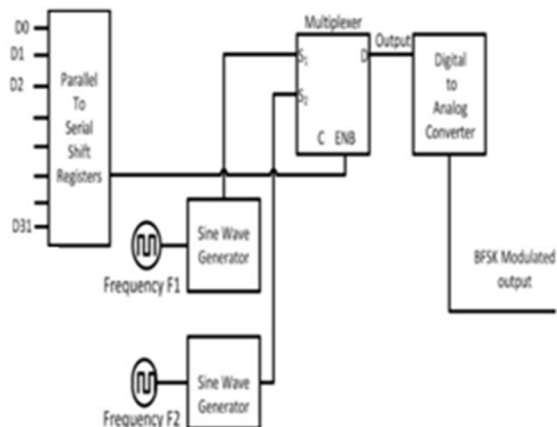 D0
D1
D2
D31
Parallel
To
Serial
Shift
Registers
Multiplexer
S1
S2
D
C ENB
Output
Digital
to
Analog
Converter
Sine Wave
Generator
Frequency F1
BFSK Modulated
output
Sine Wave
Generator
Frequency F2